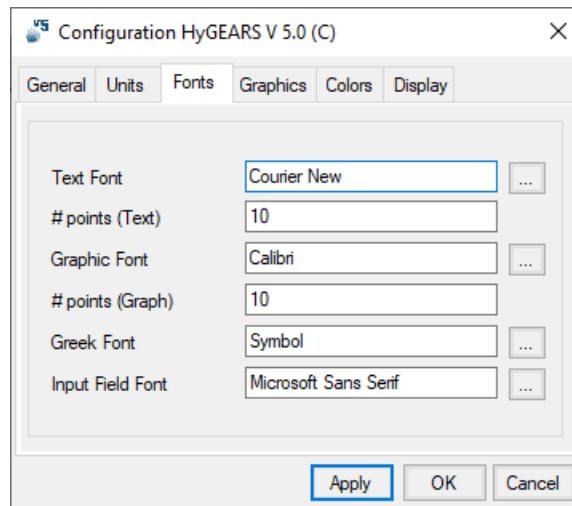 V5 Configuration HyGEARS V 5.0 (C)
General Units Fonts Graphics Colors Display
Text Font Courier New ...
# points (Text) 10
Graphic Font Calibri ...
# points (Graph) 10
Greek Font Symbol ...
Input Field Font Microsoft Sans Serif ...
Apply OK Cancel